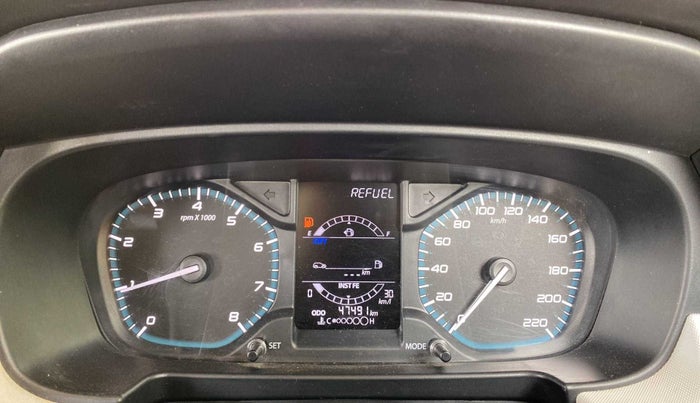 REFUEL
E F
--- km
INST FE
0 30
km/l
ODO 47491 km
C H
0 1 2 3 4 5 6 7 8
rpm X 1000
0 20 40 60 80 100 120 140 160 180 200 220
km/h
SET
MODE